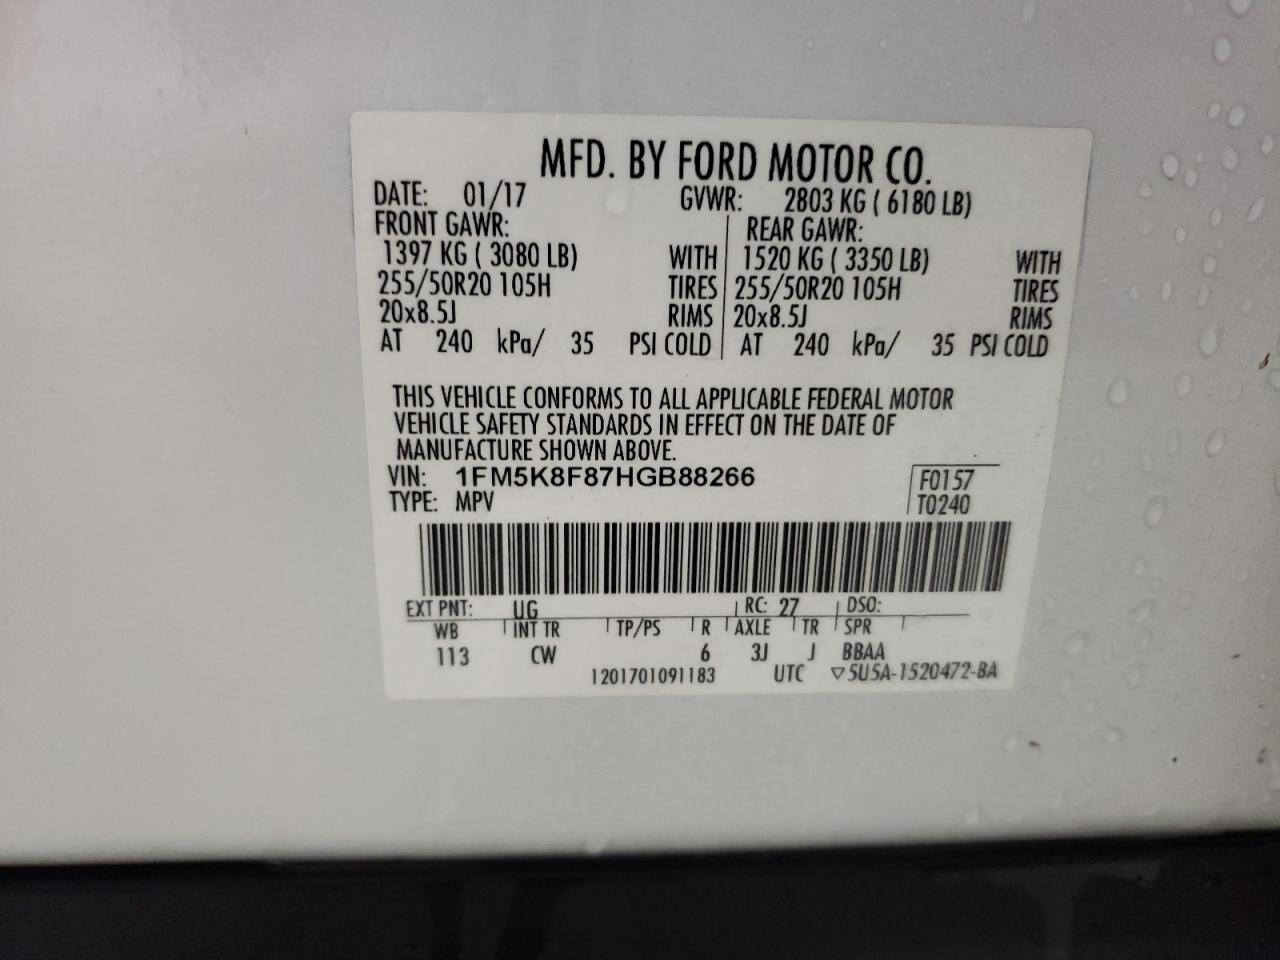 MFD. BY FORD MOTOR CO.
DATE: 01/17 GVWR: 2803 KG ( 6180 LB)
FRONT GAWR: REAR GAWR:
1397 KG ( 3080 LB) WITH 1520 KG ( 3350 LB) WITH
255/50R20 105H TIRES 255/50R20 105H TIRES
20x8.5J RIMS 20x8.5J RIMS
AT 240 kPa/ 35 PSI COLD AT 240 kPa/ 35 PSI COLD
THIS VEHICLE CONFORMS TO ALL APPLICABLE FEDERAL MOTOR
VEHICLE SAFETY STANDARDS IN EFFECT ON THE DATE OF
MANUFACTURE SHOWN ABOVE.
VIN: 1FM5K8F87HGB88266 F0157
TYPE: MPV T0240
EXT PNT: UG RC: 27 DSO:
WB INT TR TP/PS R AXLE TR SPR
113 CW 6 3J J BBAA
1201701091183 UTC ▽5U5A-1520472-BA